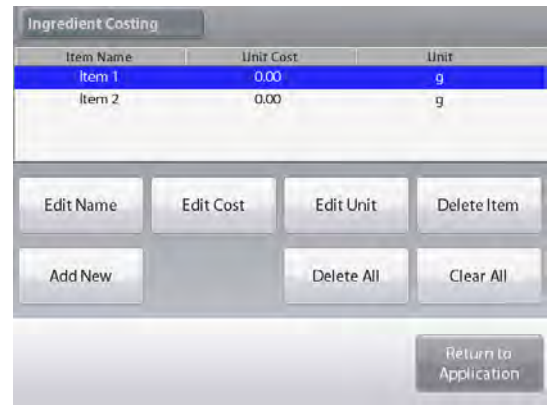 Ingredient Costing
Item Name Unit Cost Unit
Item 1 0.00 g
Item 2 0.00 g
Edit Name Edit Cost Edit Unit Delete Item
Add New Delete All Clear All
Return to
Application